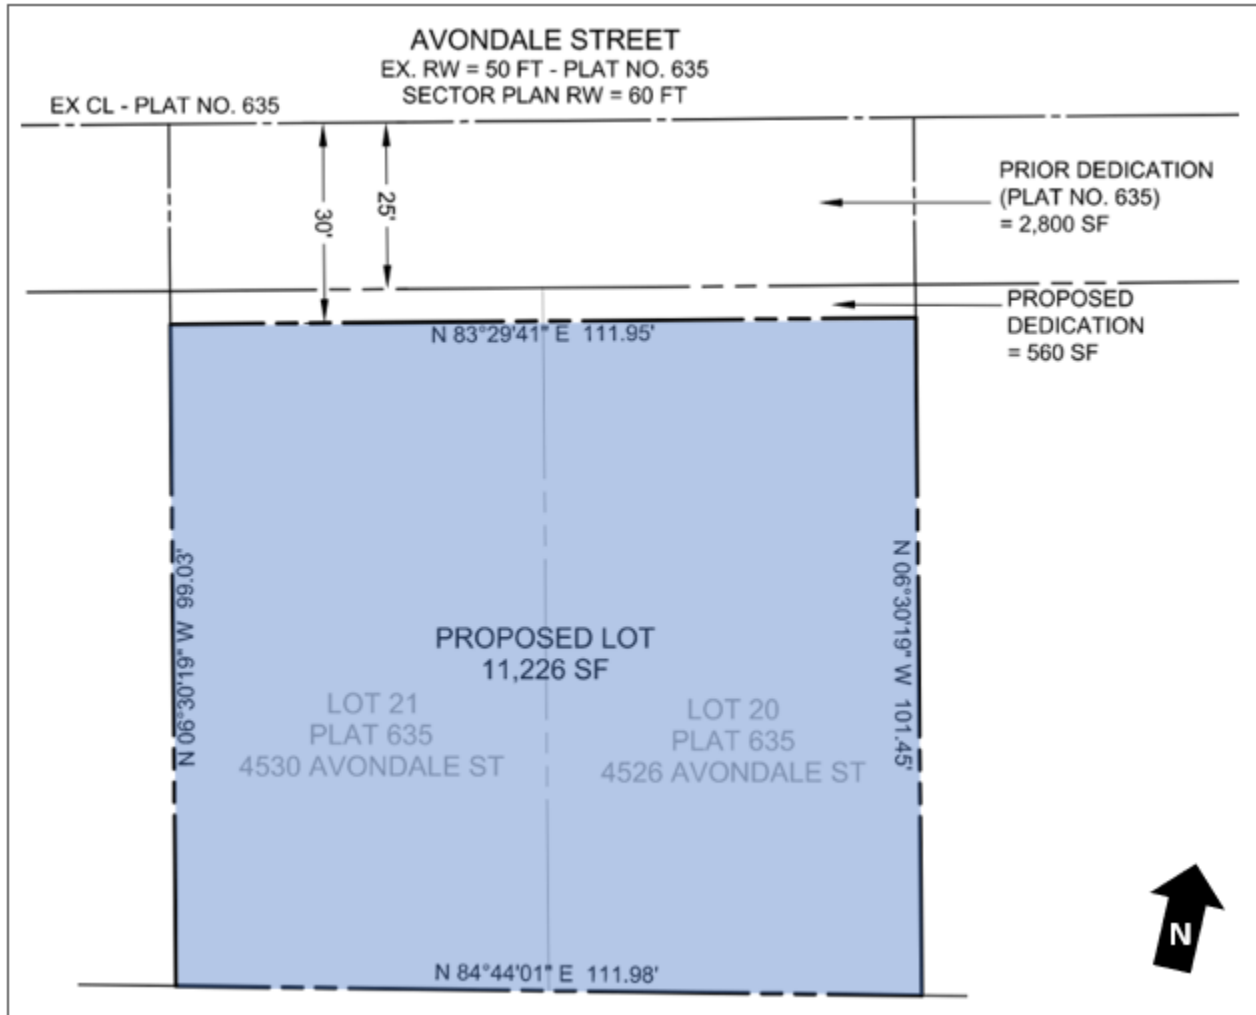 AVONDALE STREET
EX. RW = 50 FT - PLAT NO. 635
SECTOR PLAN RW = 60 FT
EX CL - PLAT NO. 635
30'
25'
PRIOR DEDICATION
(PLAT NO. 635)
= 2,800 SF
PROPOSED
DEDICATION
= 560 SF
N 83°29'41" E 111.95'
N 06°30'19" W 99.03'
N 06°30'19" W 101.45'
PROPOSED LOT
11,226 SF
LOT 21
PLAT 635
4530 AVONDALE ST
LOT 20
PLAT 635
4526 AVONDALE ST
N 84°44'01" E 111.98'
N